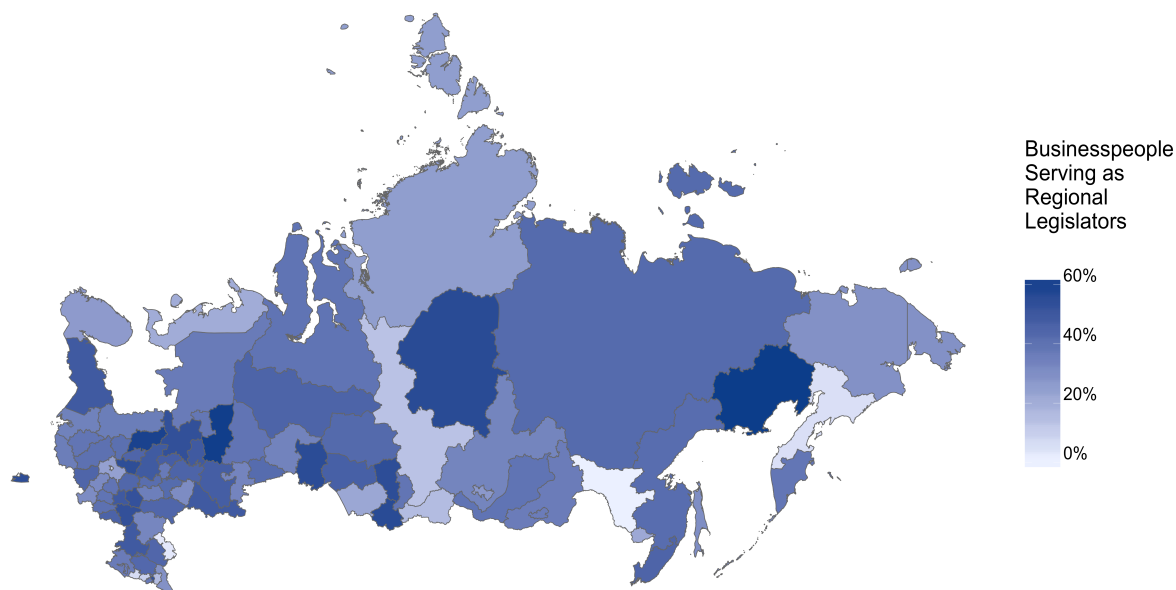 Businesspeople
Serving as
Regional
Legislators
60%
40%
20%
0%